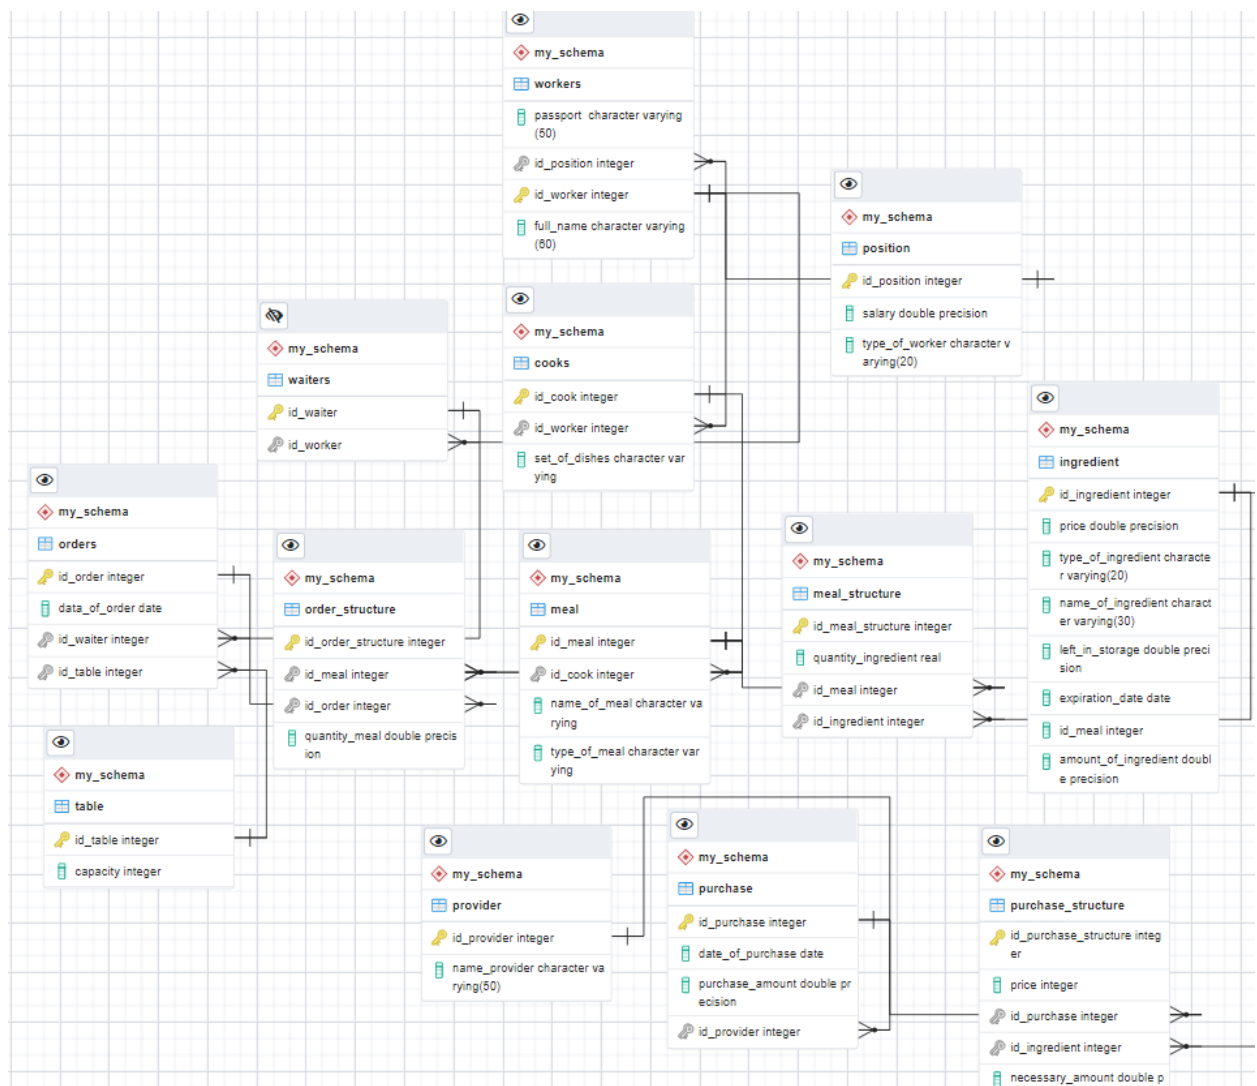 my_schema
workers
passport character varying
(50)
id_position integer
id_worker integer
full_name character varying
(60)
my_schema
position
id_position integer
salary double precision
type_of_worker character v
arying(20)
my_schema
waiters
id_waiter
id_worker
my_schema
cooks
id_cook integer
id_worker integer
set_of_dishes character var
ying
my_schema
ingredient
id_ingredient integer
price double precision
type_of_ingredient characte
r varying(20)
name_of_ingredient charact
er varying(30)
left_in_storage double preci
sion
expiration_date date
id_meal integer
amount_of_ingredient doubl
e precision
my_schema
orders
id_order integer
data_of_order date
id_waiter integer
id_table integer
my_schema
order_structure
id_order_structure integer
id_meal integer
id_order integer
quantity_meal double precis
ion
my_schema
meal
id_meal integer
id_cook integer
name_of_meal character va
rying
type_of_meal character var
ying
my_schema
meal_structure
id_meal_structure integer
quantity_ingredient real
id_meal integer
id_ingredient integer
my_schema
table
id_table integer
capacity integer
my_schema
provider
id_provider integer
name_provider character va
rying(50)
my_schema
purchase
id_purchase integer
date_of_purchase date
purchase_amount double pr
ecision
id_provider integer
my_schema
purchase_structure
id_purchase_structure integ
er
price integer
id_purchase integer
id_ingredient integer
necessary_amount double p